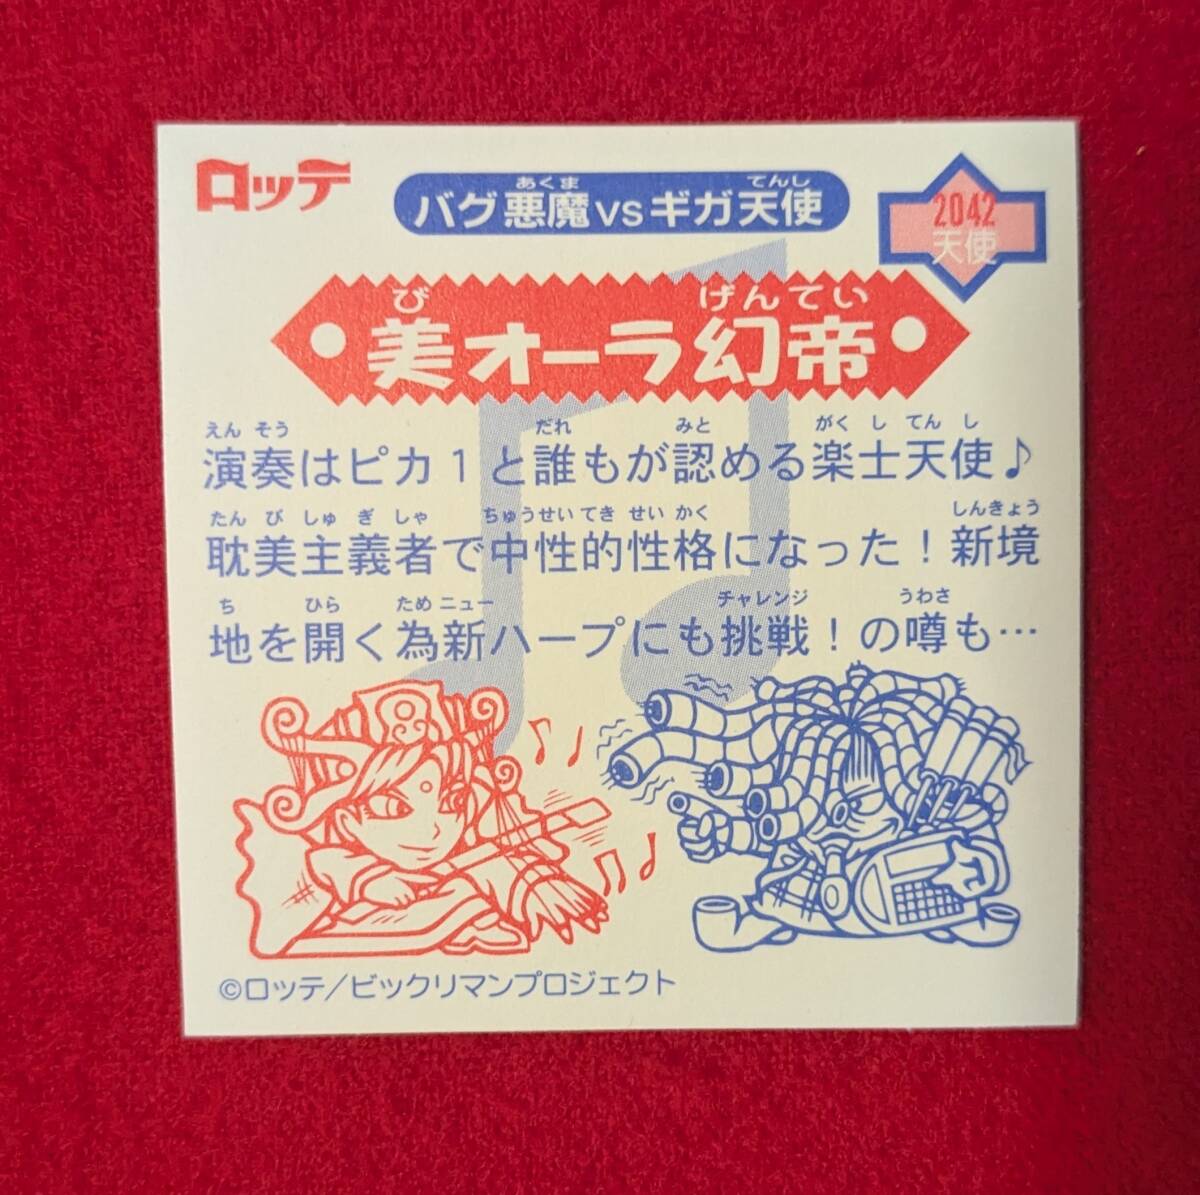 ロッテ
あくま てんし
バグ悪魔vsギガ天使
2042
天使
び げんてい
美オーラ幻帝
えん そう だれ みと がく し てん し
演奏はピカ1と誰もが認める楽士天使♪
たん び しゅ ぎ しゃ ちゅうせい てき せい かく しんきょう
耽美主義者で中性的性格になった！新境
ち ひら ため ニュー チャレンジ うわさ
地を開く為新ハープにも挑戦！の噂も…
©ロッテ/ビックリマンプロジェクト